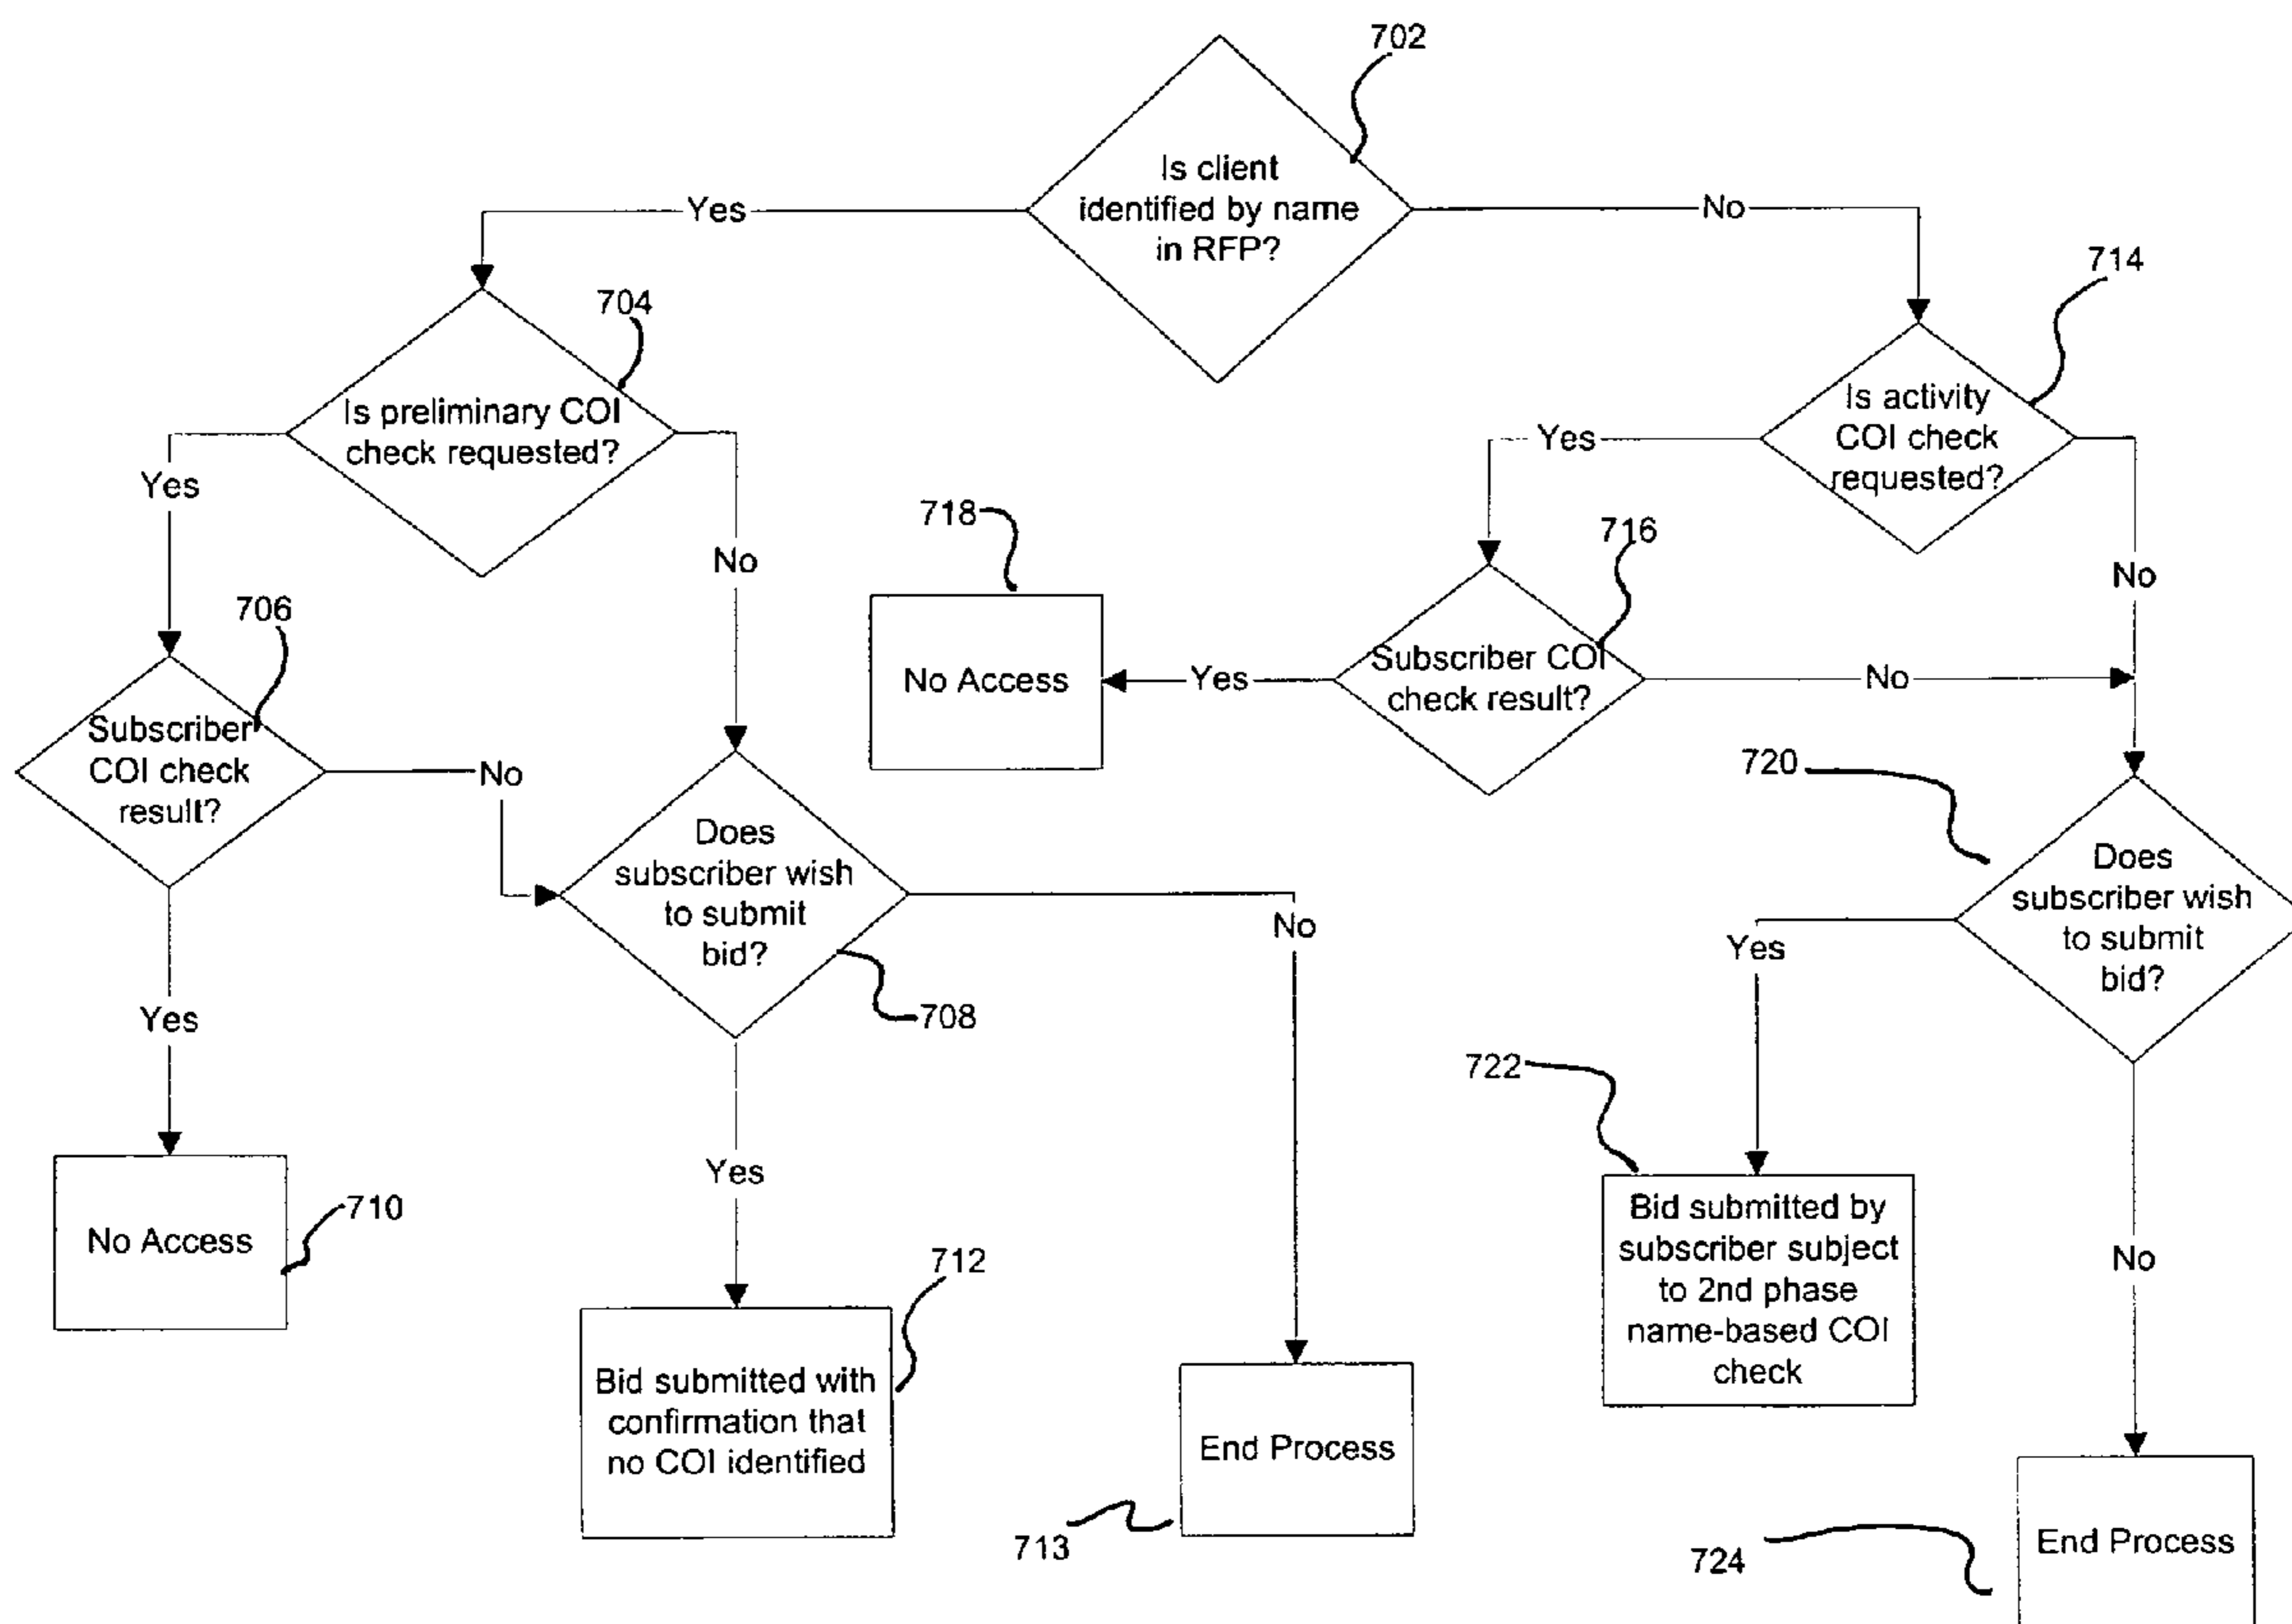 702
Is client
identified by name
in RFP?
Yes
No
704
Is preliminary COI
check requested?
714
Is activity
COI check
requested?
Yes
No
Yes
No
706
Subscriber
COI check
result?
718
No Access
716
Subscriber COI
check result?
Yes
No
No
Yes
708
Does
subscriber wish
to submit
bid?
No
Yes
720
Does
subscriber wish
to submit
bid?
Yes
No
710
No Access
712
Bid submitted with
confirmation that
no COI identified
713
End Process
722
Bid submitted by
subscriber subject
to 2nd phase
name-based COI
check
724
End Process